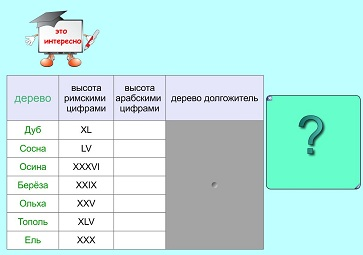 это
интересно
дерево
высота
римскими
цифрами
высота
арабскими
цифрами
дерево долгожитель
Дуб XL
Сосна LV
Осина XXXVI
Берёза XXIX
Ольха XXV
Тополь XLV
Ель XXX
?